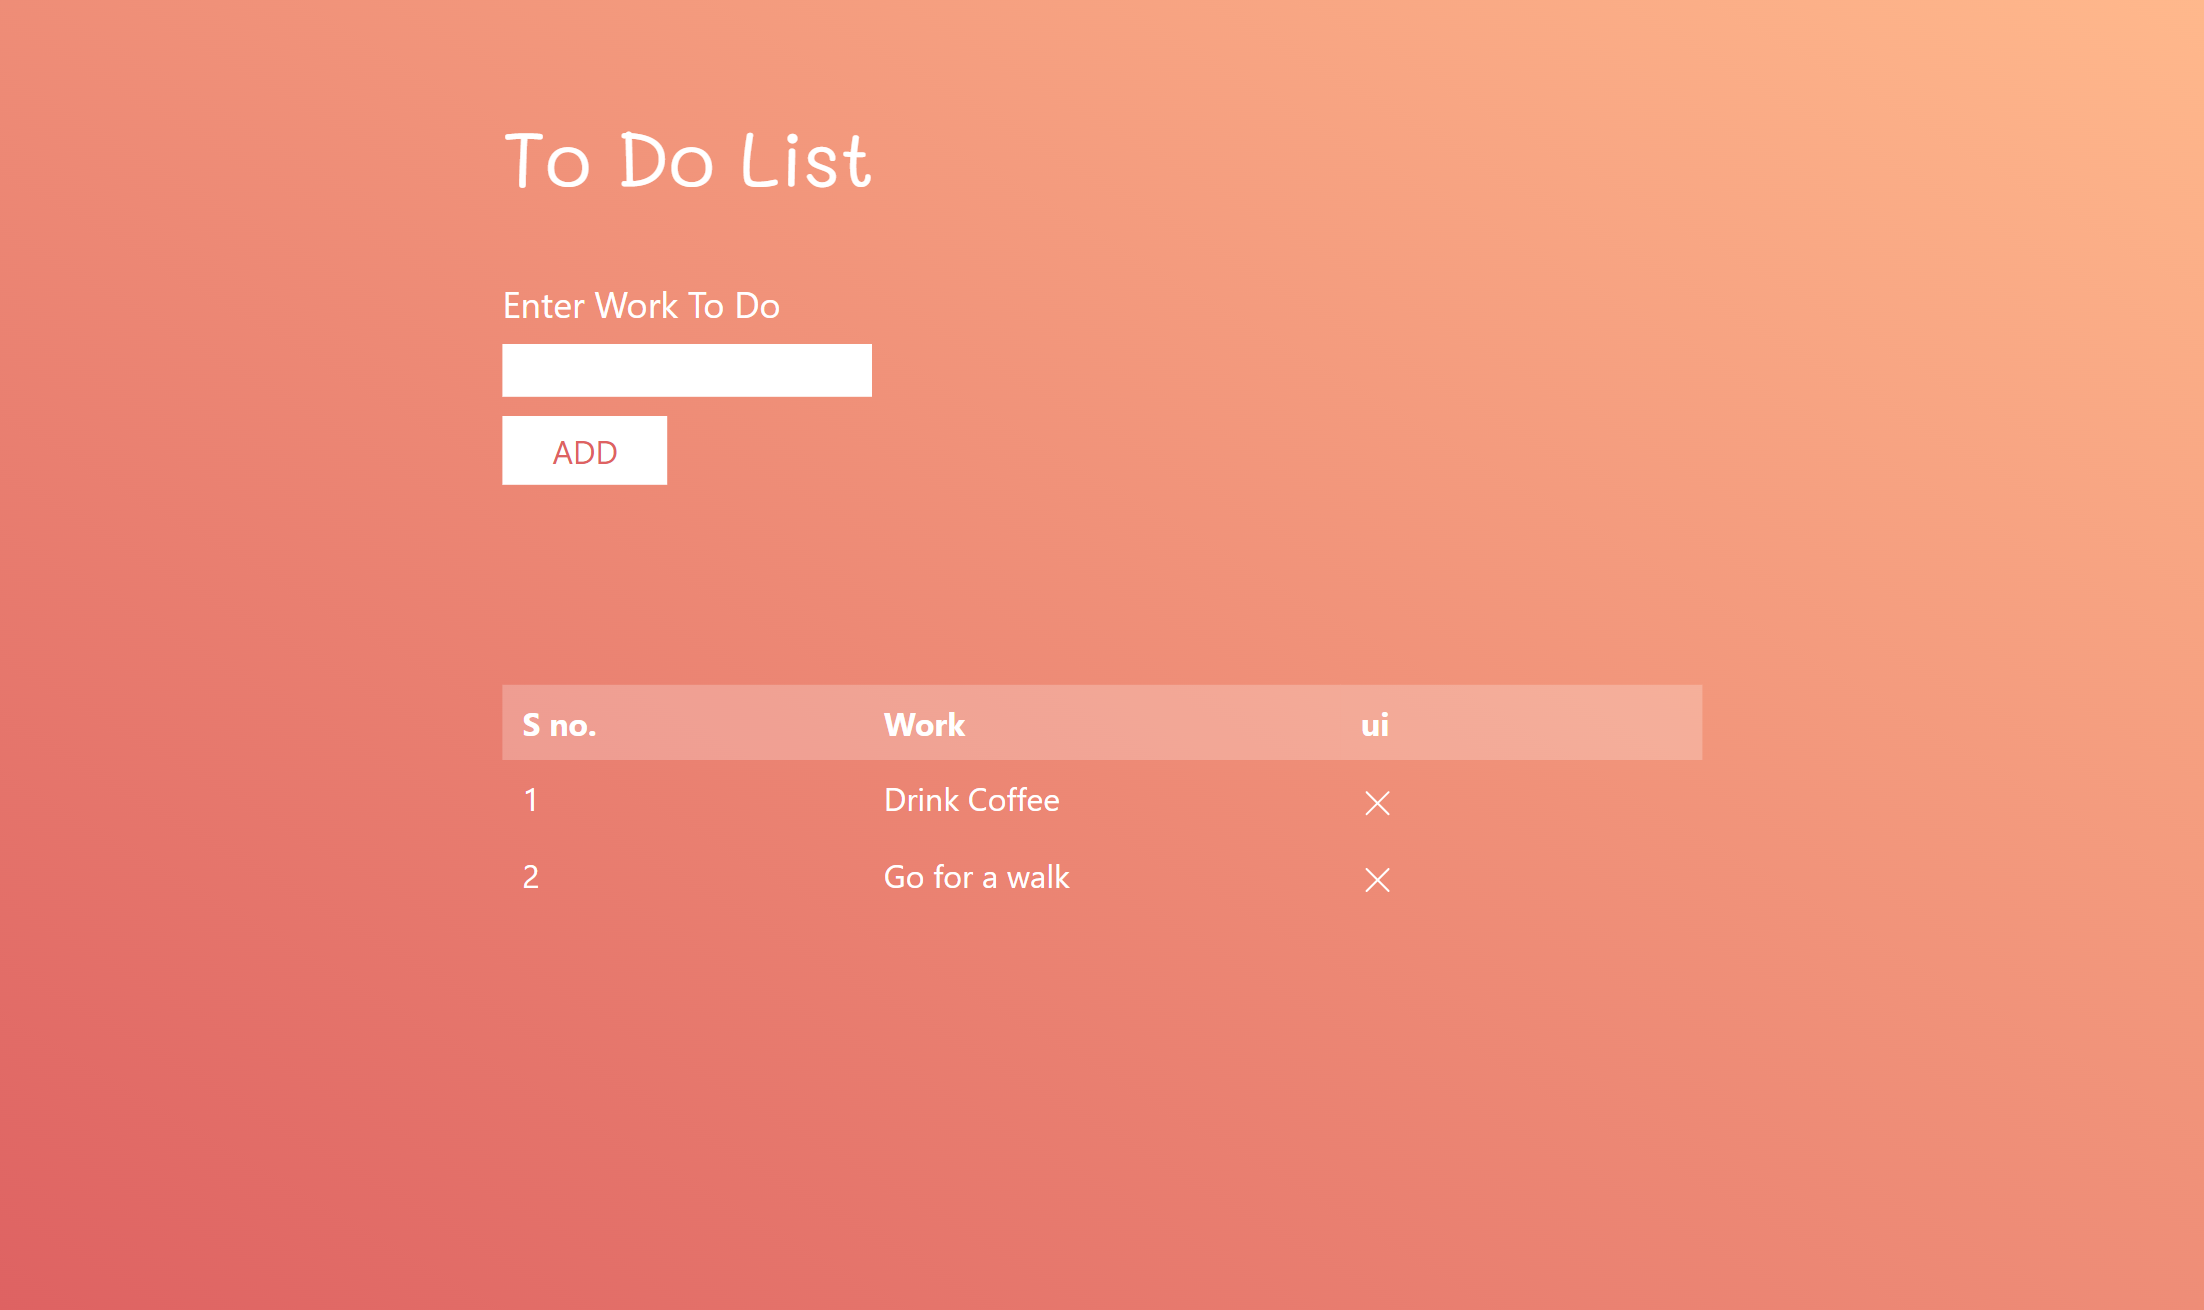 To Do List
Enter Work To Do
ADD
S no. Work ui
1 Drink Coffee
2 Go for a walk